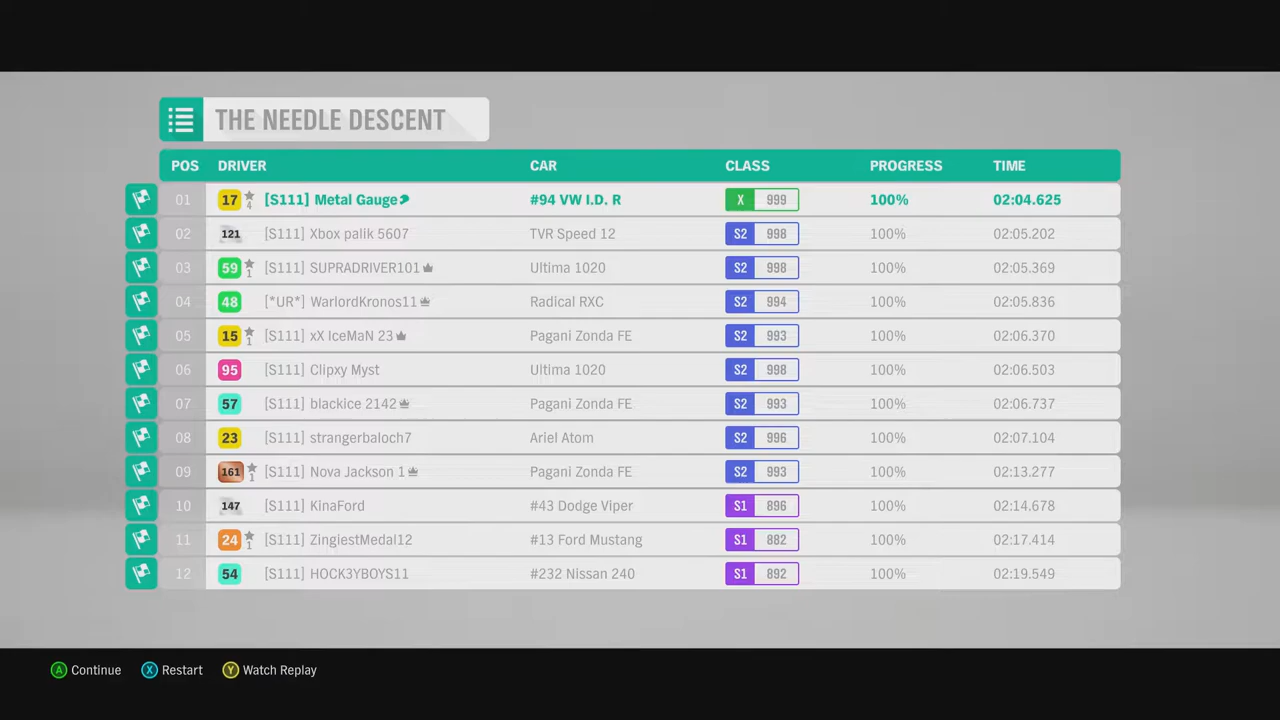 THE NEEDLE DESCENT
POS DRIVER CAR CLASS PROGRESS TIME
01 17 4 [S111] Metal Gauge #94 VW I.D. R X 999 100% 02:04.625
02 121 [S111] Xbox palik 5607 TVR Speed 12 S2 998 100% 02:05.202
03 59 1 [S111] SUPRADRIVER101 Ultima 1020 S2 998 100% 02:05.369
04 48 [*UR*] WarlordKronos11 Radical RXC S2 994 100% 02:05.836
05 15 1 [S111] xX IceMaN 23 Pagani Zonda FE S2 993 100% 02:06.370
06 95 [S111] Clipxy Myst Ultima 1020 S2 998 100% 02:06.503
07 57 [S111] blackice 2142 Pagani Zonda FE S2 993 100% 02:06.737
08 23 [S111] strangerbaloch7 Ariel Atom S2 996 100% 02:07.104
09 161 1 [S111] Nova Jackson 1 Pagani Zonda FE S2 993 100% 02:13.277
10 147 [S111] KinaFord #43 Dodge Viper S1 896 100% 02:14.678
11 24 1 [S111] ZingiestMedal12 #13 Ford Mustang S1 882 100% 02:17.414
12 54 [S111] HOCK3YBOYS11 #232 Nissan 240 S1 892 100% 02:19.549
A Continue X Restart Y Watch Replay